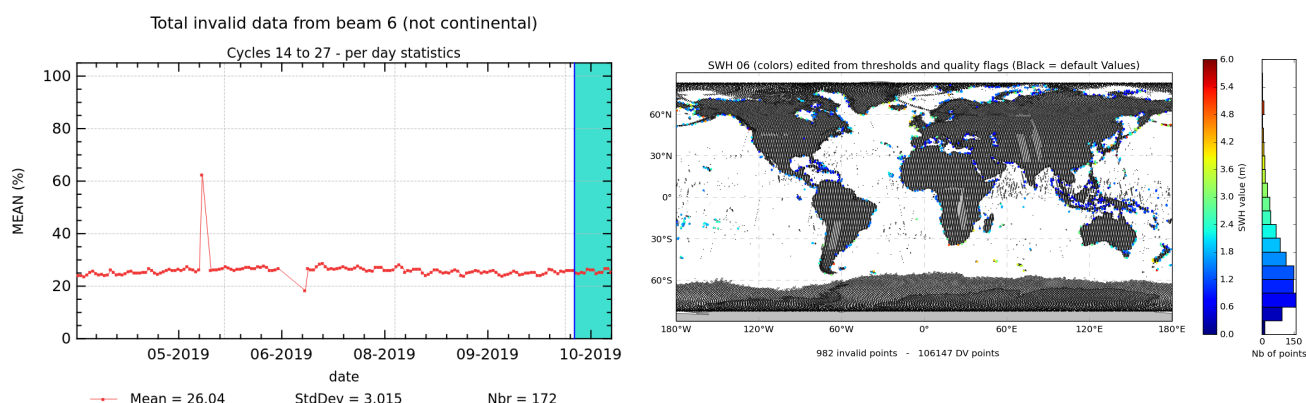 Total invalid data from beam 6 (not continental)
Cycles 14 to 27 - per day statistics
100
80
60
40
20
0
MEAN (%)
05-2019 06-2019 08-2019 09-2019 10-2019
date
Mean = 26.04 StdDev = 3.015 Nbr = 172
SWH 06 (colors) edited from thresholds and quality flags (Black = default Values)
60°N
30°N
0°
30°S
60°S
180°W 120°W 60°W 0° 60°E 120°E 180°E
982 invalid points - 106147 DV points
6.0
5.4
4.8
4.2
3.6
3.0
2.4
1.8
1.2
0.6
0.0
SWH value (m)
0 150
Nb of points